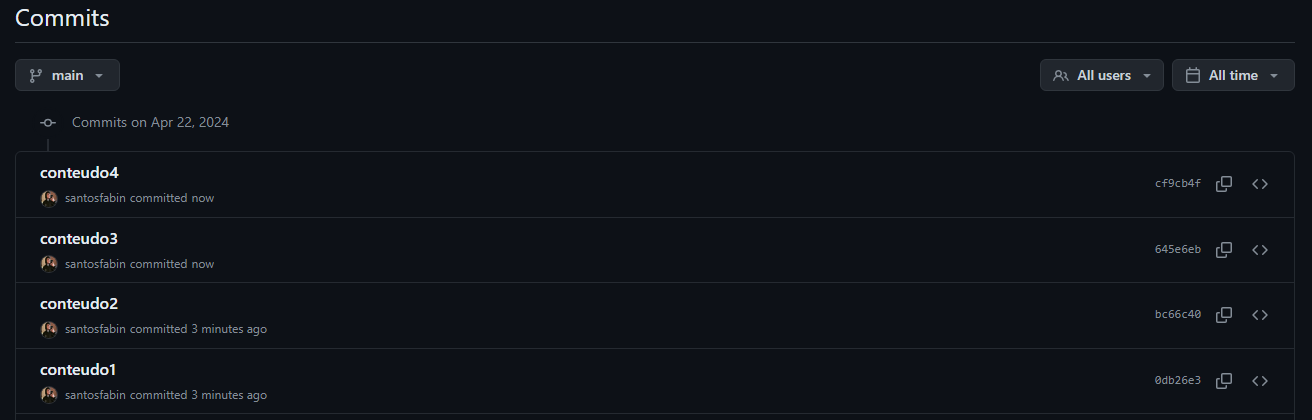 Commits
main
All users
All time
Commits on Apr 22, 2024
conteudo4
santosfabin committed now
cf9cb4f
conteudo3
santosfabin committed now
645e6eb
conteudo2
santosfabin committed 3 minutes ago
bc66c40
conteudo1
santosfabin committed 3 minutes ago
0db26e3